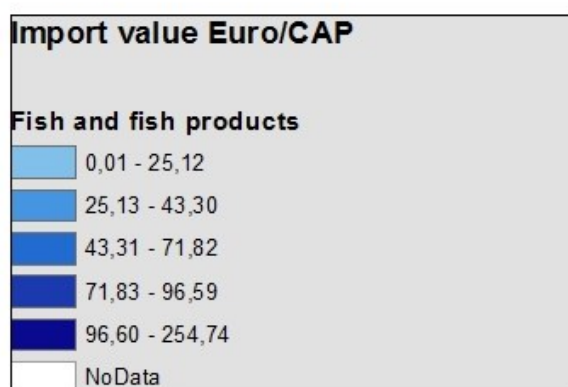 Import value Euro/CAP
Fish and fish products
0,01 - 25,12
25,13 - 43,30
43,31 - 71,82
71,83 - 96,59
96,60 - 254,74
NoData